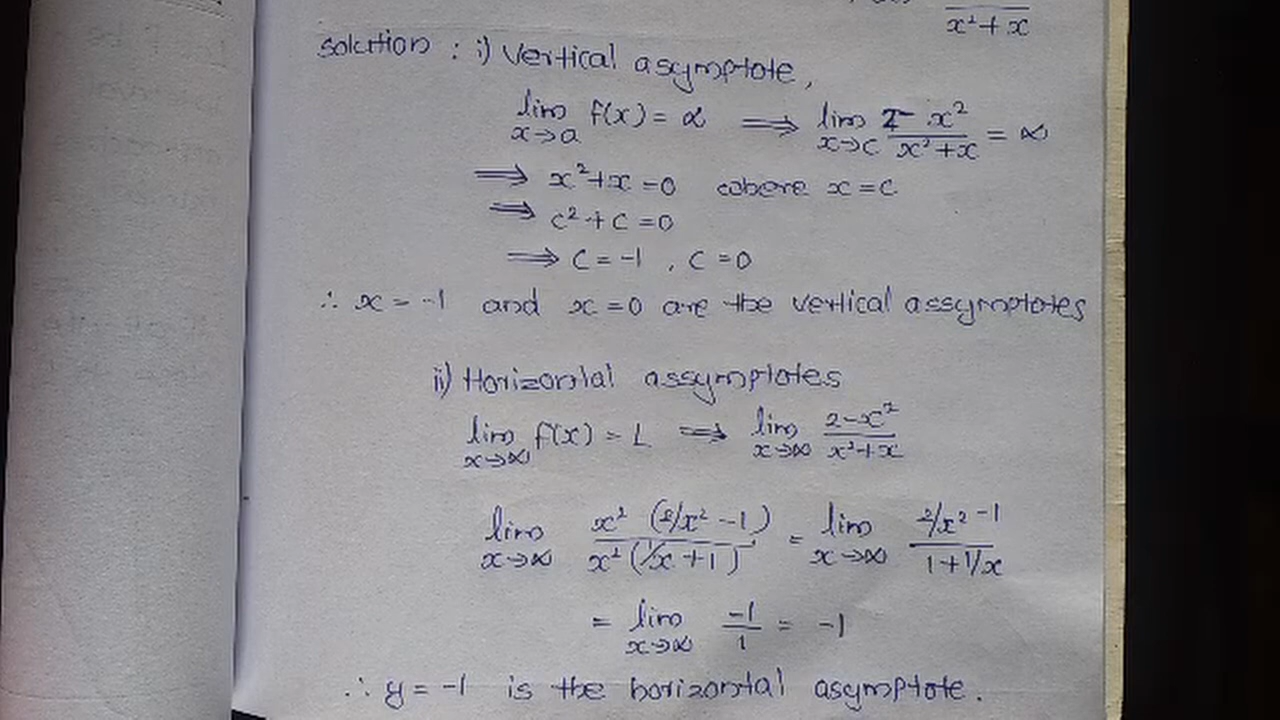 x²+x
solution : i) Vertical asymptote,
lim x→a f(x) = ∝ ⟹ lim x→c 2- x²/x²+x = ∞
⟹ x²+x=0 where x=c
⟹ c²+c=0
⟹ c=-1, c=0
∴ x=-1 and x=0 are the vertical assymptotes
ii) Horizontal assymptotes
lim x→∞ f(x) = L ⟹ lim x→∞ 2-x²/x²+x
lim x→∞ x² (2/x² -1)/x² (1/x +1) = lim x→∞ 2/x² -1/1+1/x
= lim x→∞ -1/1 = -1
∴ y=-1 is the horizontal asymptote.